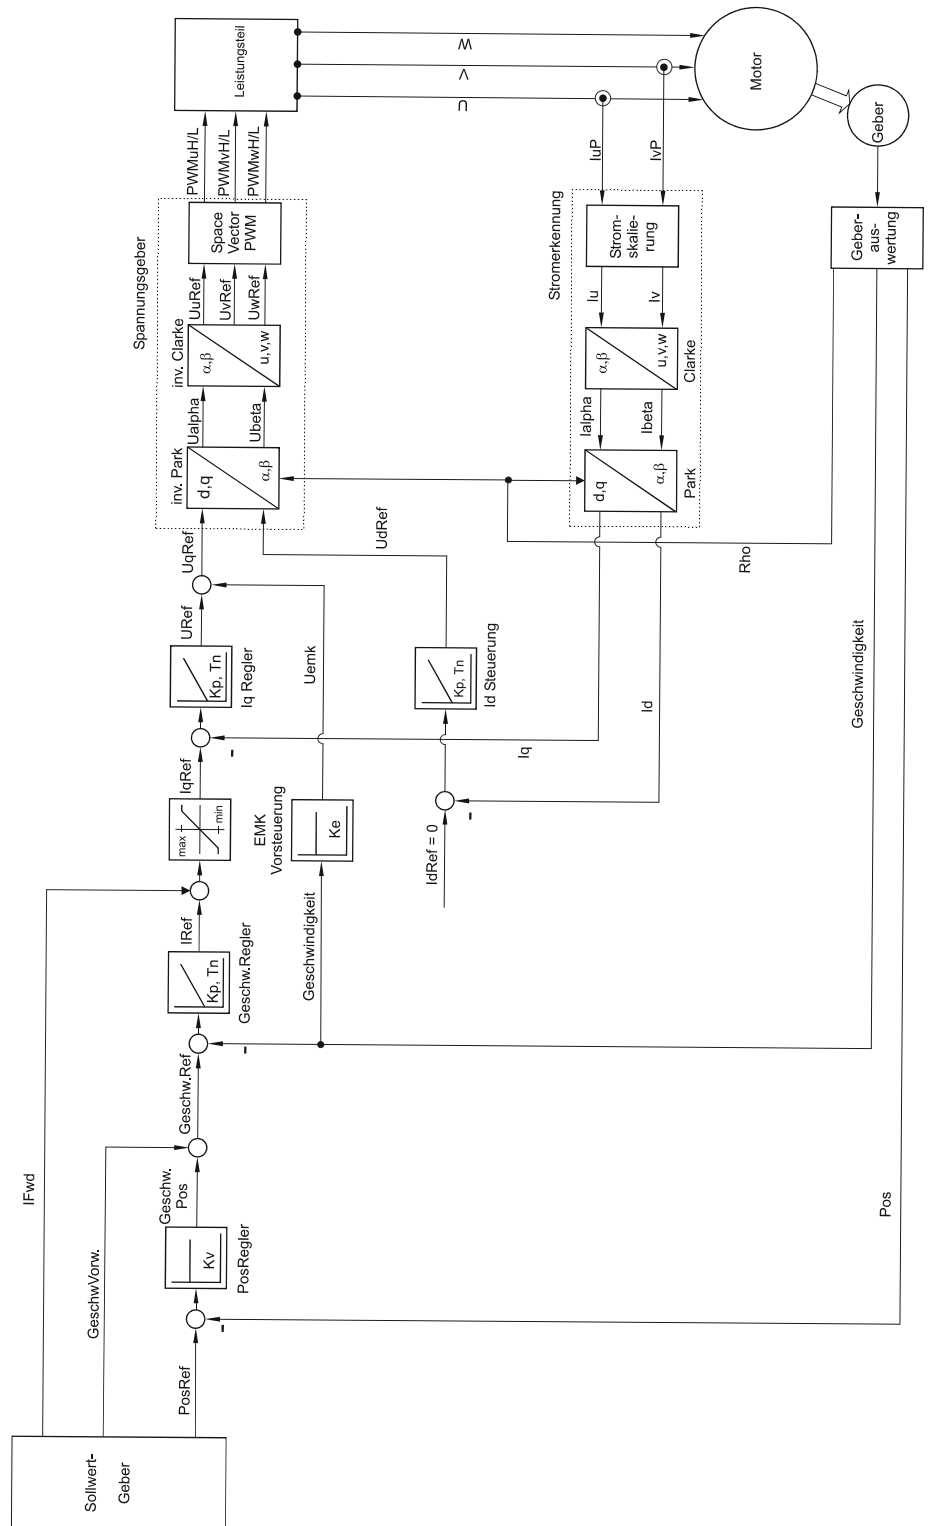 Sollwert-
Geber
IFwd
GeschwVorw.
PosRef
-
Kv
PosRegler
Geschw.
Pos
Geschw.Ref
-
Kp, Tn
Geschw.Regler
IRef
Geschwindigkeit
max
min
IqRef
Ke
EMK
Vorsteuerung
Uemk
-
Kp, Tn
Iq Regler
URef
UqRef
IdRef = 0
-
Kp, Tn
Id Steuerung
UdRef
Iq
Id
Spannungsgeber
inv. Park
d,q
α,β
Ualpha
Ubeta
inv. Clarke
α,β
u,v,w
UuRef
UvRef
UwRef
Space
Vector
PWM
PWMuH/L
PWMvH/L
PWMwH/L
Leistungsteil
W
V
U
Stromerkennung
d,q
α,β
Park
Ialpha
Ibeta
α,β
u,v,w
Clarke
Iu
Iv
Strom-
skalie-
rung
IuP
IvP
Motor
Geber
Geber-
aus-
wertung
Rho
Geschwindigkeit
Pos